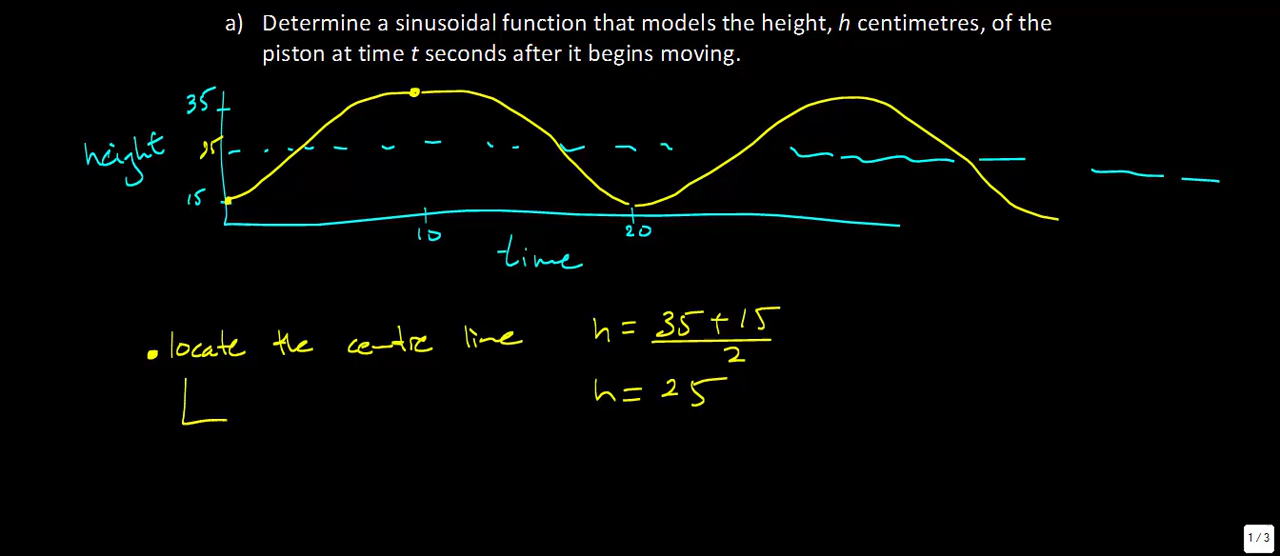 a) Determine a sinusoidal function that models the height, h centimetres, of the
piston at time t seconds after it begins moving.
35
height 25
15
10 20
time
• locate the centre line h = 35 + 15
2
h = 25
1 / 3